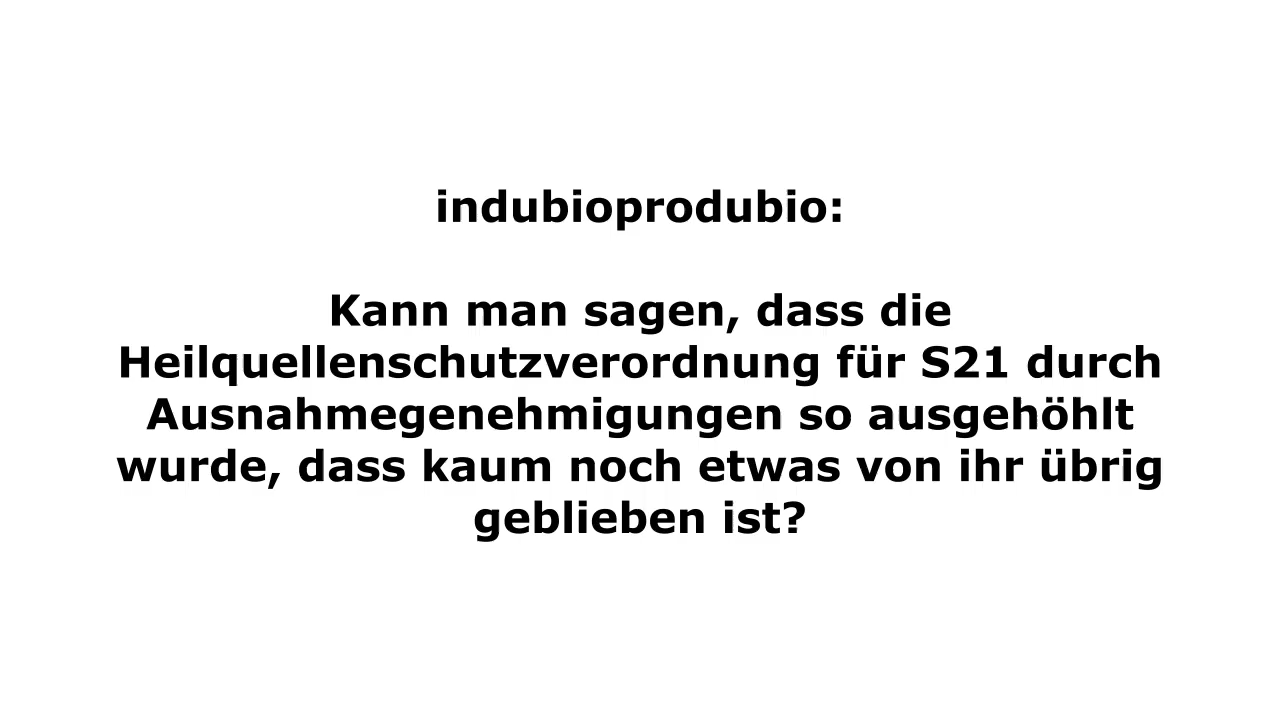 indubioprodubio:
Kann man sagen, dass die
Heilquellenschutzverordnung für S21 durch
Ausnahmegenehmigungen so ausgehöhlt
wurde, dass kaum noch etwas von ihr übrig
geblieben ist?